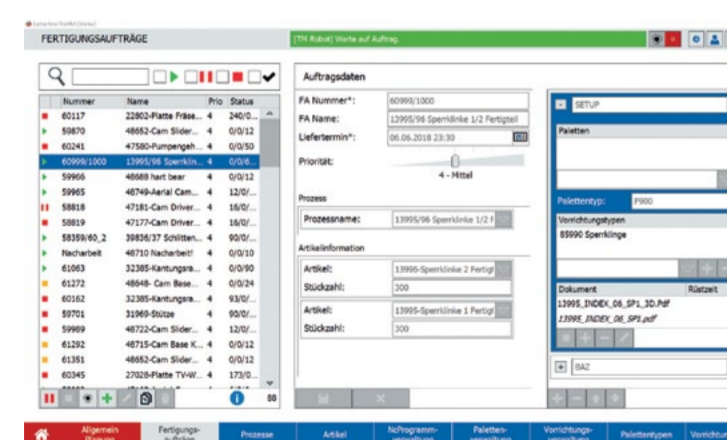 FERTIGUNGSAUFTRÄGE
[TM Robot] Warte auf Auftrag.
Nummer Name Prio Status
60117 22802-Platte Fräse... 4 240/0...
59870 48652-Cam Slider... 4 0/0/12
60241 47580-Pumpengeh... 4 0/0/50
60999/1000 13995/96 Sperrklin... 4 0/0/6...
59966 48688 hart bear 4 0/0/12
59965 48749-Aerial Cam... 4 12/0/...
58818 47181-Cam Driver... 4 16/0/...
58819 47177-Cam Driver... 4 16/0/...
58359/60_2 39836/37 Schlitten... 4 90/0/...
Nacharbeit 48710 Nacharbeit! 4 0/0/10
61063 32385-Kantungsra... 4 0/0/90
61272 48648- Cam Base... 4 0/0/24
60162 32385-Kantungsra... 4 93/0/...
59701 31969-Stütze 4 90/0/...
59989 48722-Cam Slider... 4 12/0/...
61292 48715-Cam Base K... 4 0/0/12
61351 48652-Cam Slider... 4 0/0/12
60345 27028-Platte TV-W... 4 173/0...
88
Auftragsdaten
FA Nummer*: 60999/1000
FA Name: 13995/96 Sperrklinke 1/2 Fertigteil
Liefertermin*: 06.06.2018 23:30
Priorität:
4 - Mittel
Prozess
Prozessname: 13995/96 Sperrklinke 1/2 F
Artikelinformation
Artikel: 13996-Sperrklinke 2 Fertigt
Stückzahl: 300
Artikel: 13995-Sperrklinke 1 Fertigt
Stückzahl: 300
SETUP
Paletten
Palettentyp: P900
Vorrichtungstypen
85990 Sperrklinge
Dokument Rüstzeit
13995_INDEX_06_SP1_3D.Pdf
13995_INDEX_06_SP1.pdf
BAZ
Allgemein Planung
Fertigungs-aufträge
Prozesse
Artikel
NcProgramm-verwaltung
Paletten-verwaltung
Vorrichtungs-verwaltung
Palettentypen